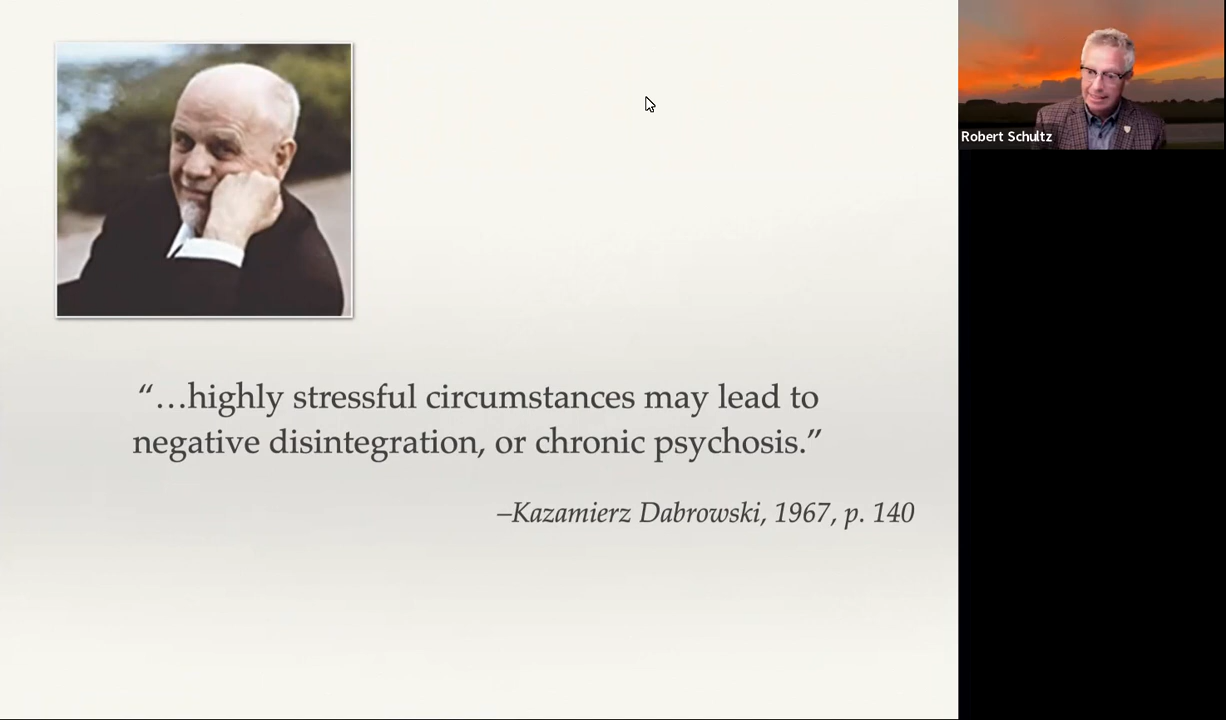 “…highly stressful circumstances may lead to
negative disintegration, or chronic psychosis.”
–Kazamierz Dabrowski, 1967, p. 140
Robert Schultz